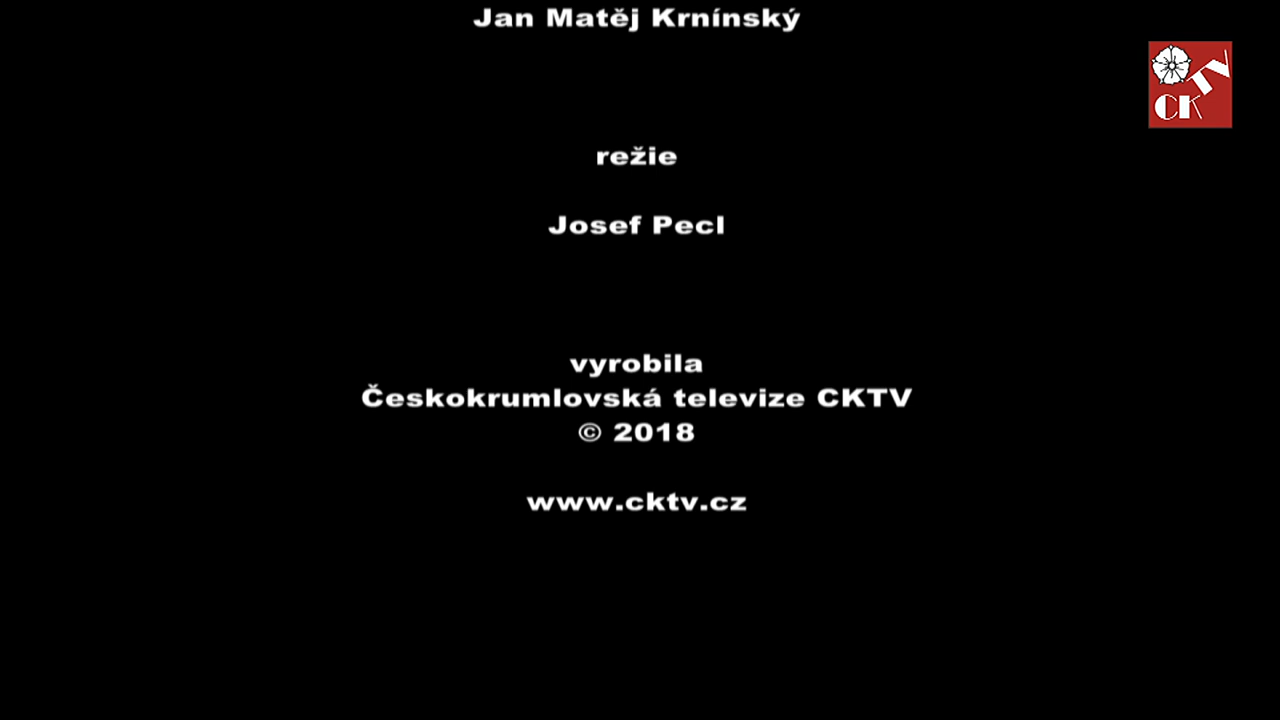 Jan Matěj Krnínský
režie
Josef Pecl
vyrobila
Českokrumlovská televize CKTV
© 2018
www.cktv.cz
CK TV